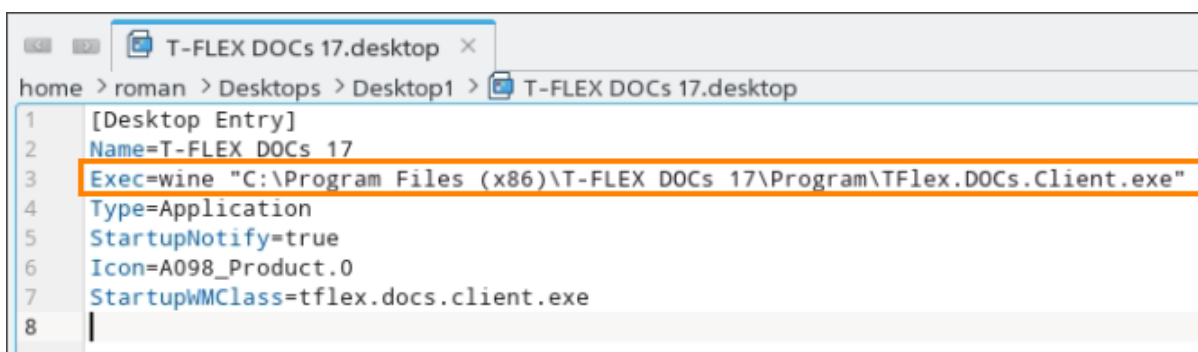 T-FLEX DOCs 17.desktop
home > roman > Desktops > Desktop1 > T-FLEX DOCs 17.desktop
1 [Desktop Entry]
2 Name=T-FLEX DOCs 17
3 Exec=wine "C:\Program Files (x86)\T-FLEX DOCs 17\Program\TFlex.DOCs.Client.exe"
4 Type=Application
5 StartupNotify=true
6 Icon=A098_Product.0
7 StartupWMClass=tflex.docs.client.exe
8